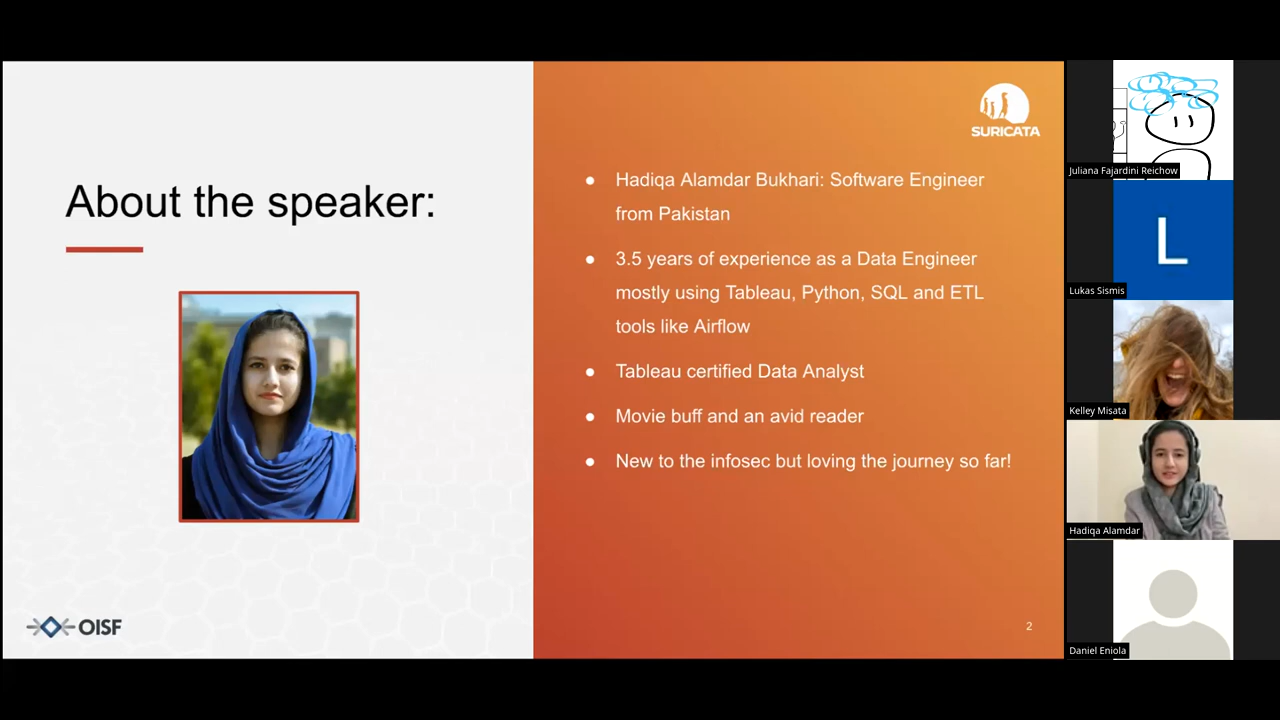 About the speaker:
SURICATA
● Hadiqa Alamdar Bukhari: Software Engineer
from Pakistan
● 3.5 years of experience as a Data Engineer
mostly using Tableau, Python, SQL and ETL
tools like Airflow
● Tableau certified Data Analyst
● Movie buff and an avid reader
● New to the infosec but loving the journey so far!
OISF
2
Juliana Fajardini Reichow
L
Lukas Sismis
Kelley Misata
Hadiqa Alamdar
Daniel Eniola